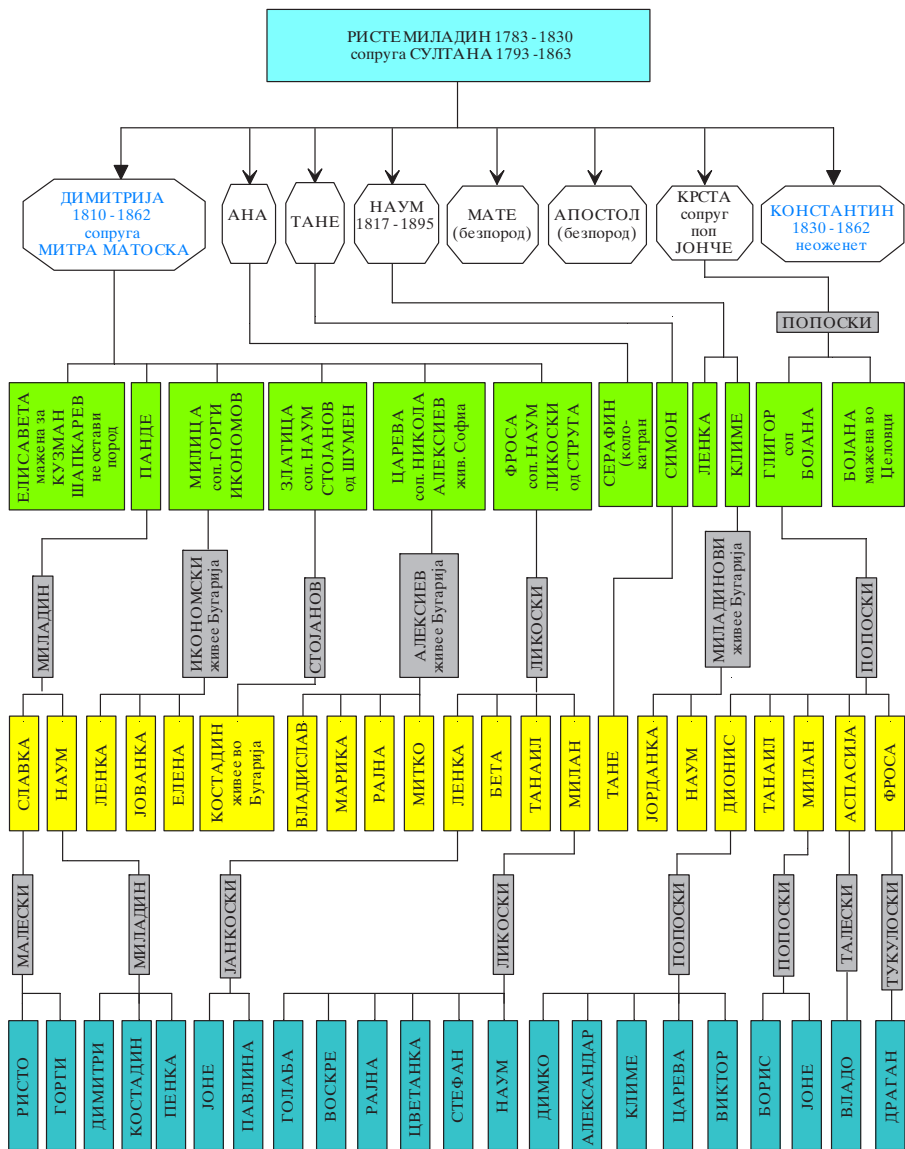 РИСТЕ МИЛАДИН 1783 - 1830
сопруга СУЛТАНА 1793 -1863
ДИМИТРИЈА
1810 - 1862
сопруга
МИТРА МАТОСКА
АНА
ТАНЕ
НАУМ
1817 - 1895
МАТЕ
(безпород)
АПОСТОЛ
(безпород)
КРСТА
сопруг
поп
ЈОНЧЕ
КОНСТАНТИН
1830 - 1862
неоженет
ПОПОСКИ
ЕЛИСАВЕТА
мажена за
КУЗМАН
ШАПКАРЕВ
не остави
пород
ПАНДЕ
МИЛИЦА
соп. ГОРГИ
ИКОНОМОВ
ЗЛАТИЦА
соп. НАУМ
СТОЈАНОВ
од ШУМЕН
ЦАРЕВА
соп. НИКОЛА
АЛЕКСИЕВ
жив. Софиа
ФРОСА
соп. НАУМ
ЛИКОСКИ
од СТРУГА
СЕРАФИН
(коло-
катран
СИМОН
ЛЕНКА
КЛИМЕ
ГЛИГОР
соп
БОЈАНА
БОЈАНА
мажена во
Џеловци
МИЛАДИН
ИКОНОМСКИ
живее Бугарија
СТОЈАНОВ
АЛЕКСИЕВ
живее Бугарија
ЛИКОСКИ
МИЛАДИНОВИ
живее Бугарија
ПОПОСКИ
СЛАВКА
НАУМ
ЛЕНКА
ЈОВАНКА
ЕЛЕНА
КОСТАДИН
живее во
Бугарија
ВЛАДИСЛАВ
МАРИКА
РАЈНА
МИТКО
ЛЕНКА
БЕТА
ТАНАИЛ
МИЛАН
ТАНЕ
ЈОРДАНКА
НАУМ
ДИОНИС
ТАНАИЛ
МИЛАН
АСПАСИЈА
ФРОСА
МАЛЕСКИ
МИЛАДИН
ЈАНКОСКИ
ЛИКОСКИ
ПОПОСКИ
ПОПОСКИ
ТАЛЕСКИ
ТУКУЛОСКИ
РИСТО
ГОРГИ
ДИМИТРИ
КОСТАДИН
ПЕНКА
ЈОНЕ
ПАВЛИНА
ГОЛАБА
ВОСКРЕ
РАЈНА
ЦВЕТАНКА
СТЕФАН
НАУМ
ДИМКО
АЛЕКСАНДАР
КЛИМЕ
ЦАРЕВА
ВИКТОР
БОРИС
ЈОНЕ
ВЛАДО
ДРАГАН